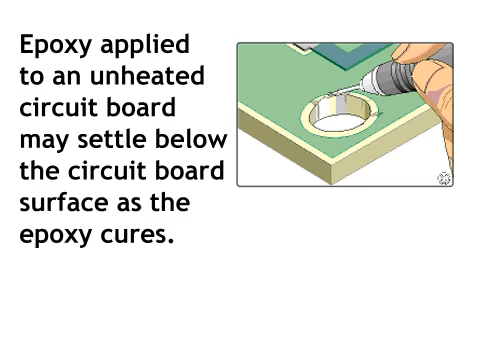 Epoxy applied
to an unheated
circuit board
may settle below
the circuit board
surface as the
epoxy cures.